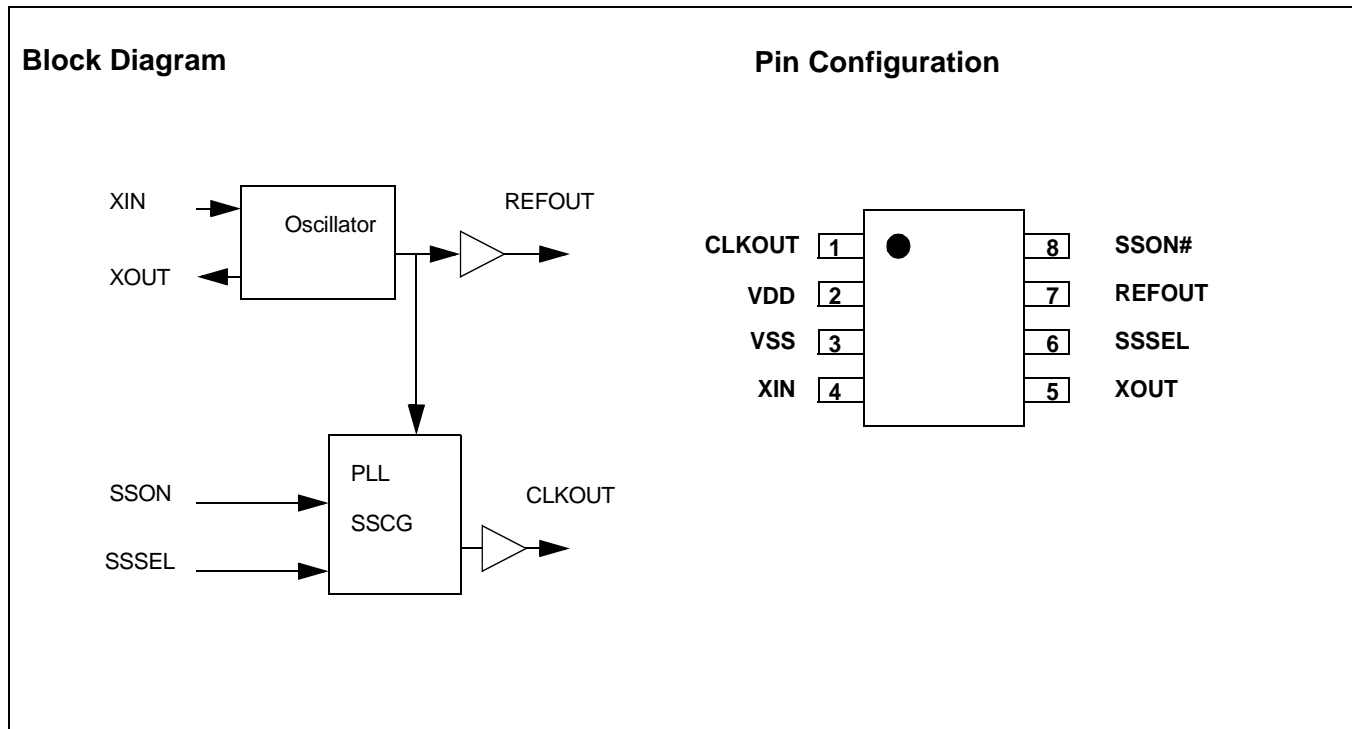 Block Diagram
XIN
Oscillator
REFOUT
XOUT
SSON
PLL
SSCG
CLKOUT
SSSEL
Pin Configuration
CLKOUT 1 8 SSON#
VDD 2 7 REFOUT
VSS 3 6 SSSEL
XIN 4 5 XOUT